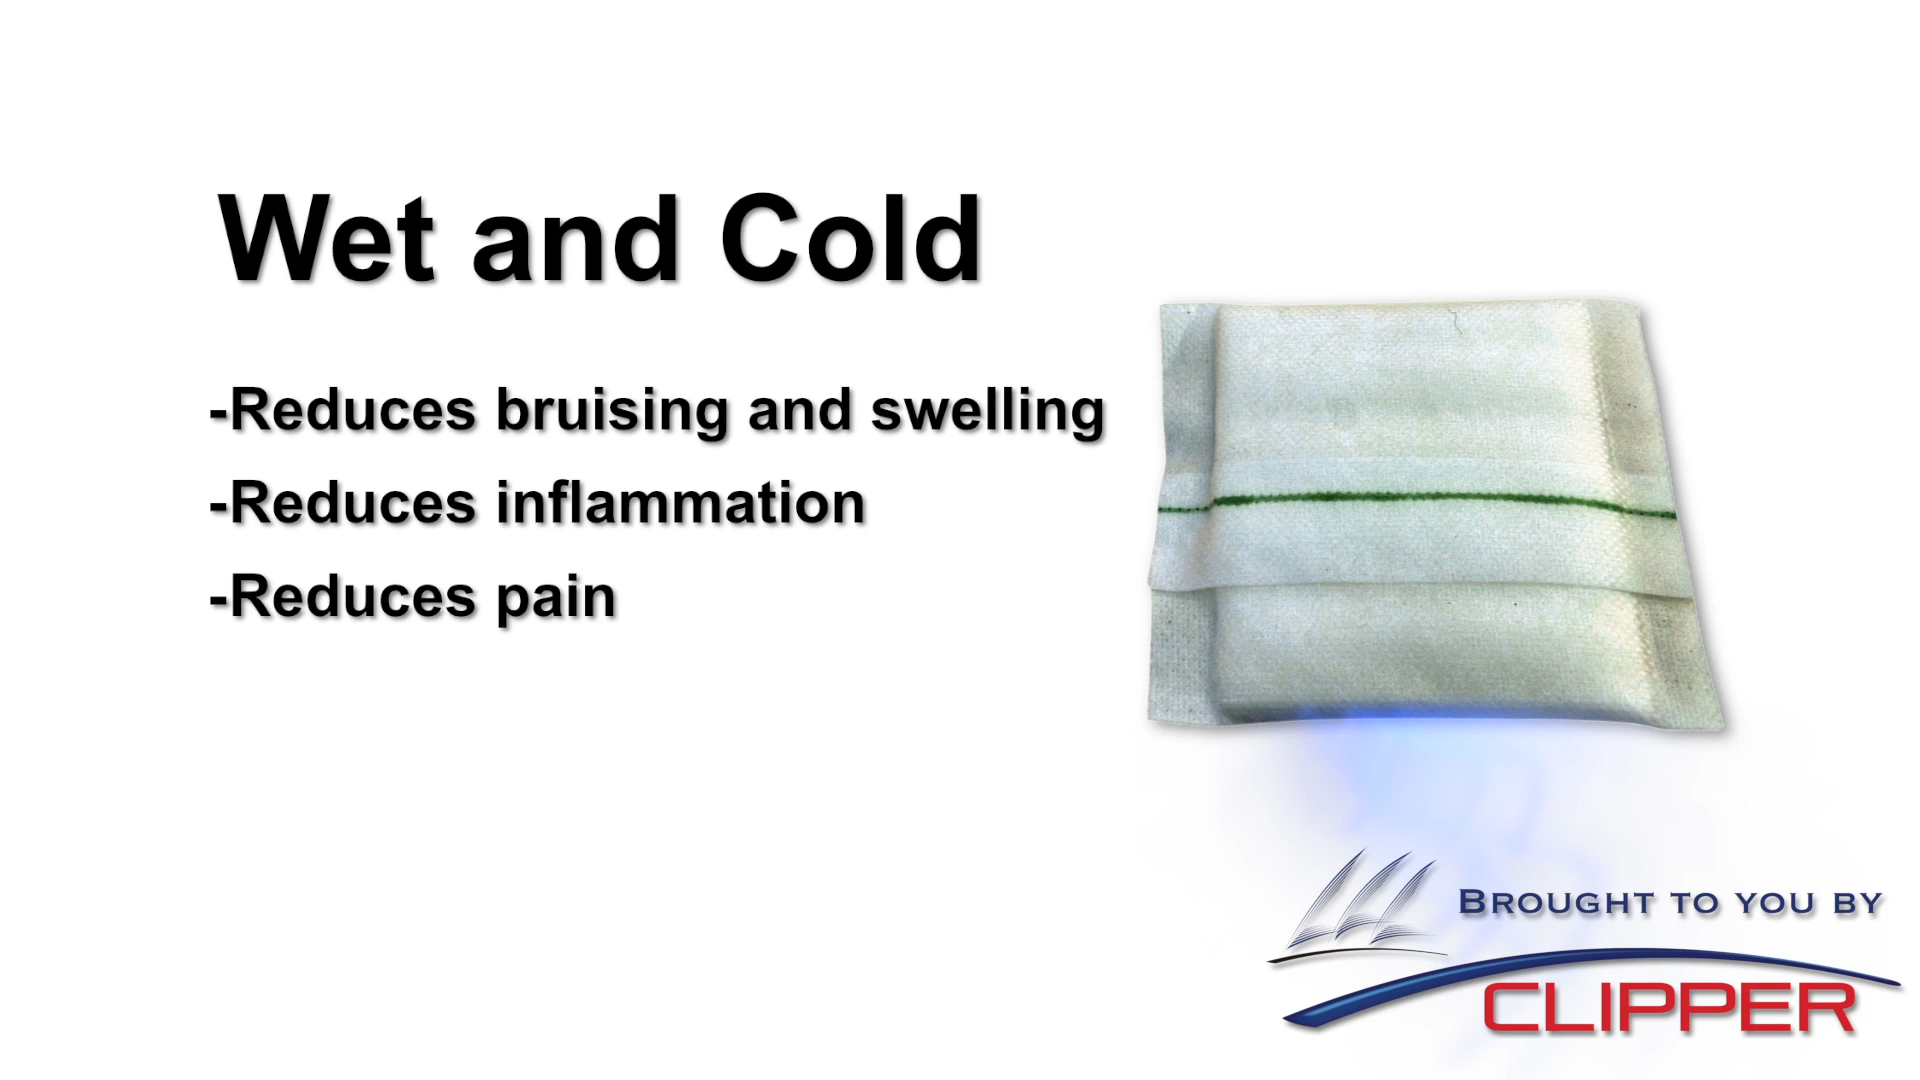 Wet and Cold
-Reduces bruising and swelling
-Reduces inflammation
-Reduces pain
BROUGHT TO YOU BY
CLIPPER